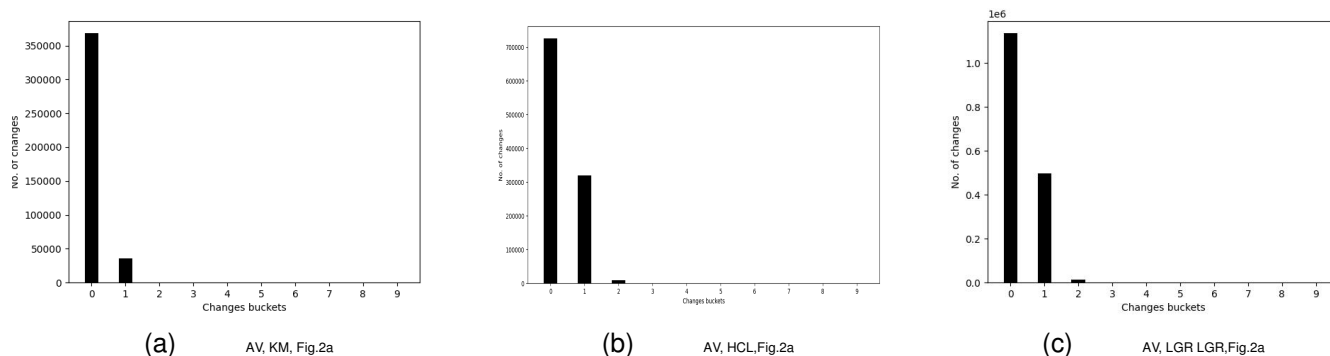 350000
300000
250000
200000
150000
100000
50000
0
No. of changes
0 1 2 3 4 5 6 7 8 9
Changes buckets
(a) AV, KM, Fig.2a
700000
600000
500000
400000
300000
200000
100000
0
No. of changes
0 1 2 3 4 5 6 7 8 9
Changes buckets
(b) AV, HCL,Fig.2a
1e6
1.0
0.8
0.6
0.4
0.2
0.0
No. of changes
0 1 2 3 4 5 6 7 8 9
Changes buckets
(c) AV, LGR LGR,Fig.2a